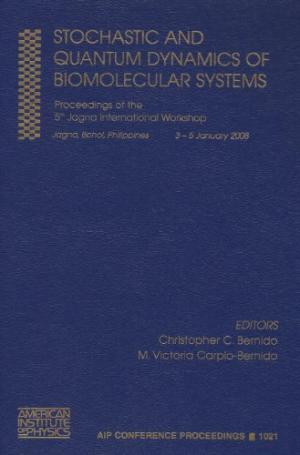 STOCHASTIC AND
QUANTUM DYNAMICS OF
BIOMOLECULAR SYSTEMS
Proceedings of the
5th Jagna International Workshop
Jagna, Bohol, Philippines 3 – 5 January 2008
EDITORS
Christopher C. Bernido
M. Victoria Carpio-Bernido
AMERICAN
INSTITUTE
OF PHYSICS
AIP CONFERENCE PROCEEDINGS 1021